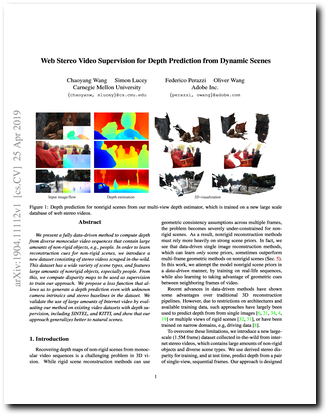 arXiv:1904.11112v1 [cs.CV] 25 Apr 2019
Web Stereo Video Supervision for Depth Prediction from Dynamic Scenes
Chaoyang Wang Simon Lucey Federico Perazzi Oliver Wang
Carnegie Mellon University Adobe Inc.
{chaoyanw, slucey}@cs.cmu.edu {perazzi, owang}@adobe.com
Input image/flow Depth estimation 3D visualization
Figure 1: Depth prediction for nonrigid scenes from our multi-view depth estimator, which is trained on a new large scale
database of web stereo videos.
Abstract
We present a fully data-driven method to compute depth
from diverse monocular video sequences that contain large
amounts of non-rigid objects, e.g., people. In order to learn
reconstruction cues for non-rigid scenes, we introduce a
new dataset consisting of stereo videos scraped in-the-wild.
This dataset has a wide variety of scene types, and features
large amounts of nonrigid objects, especially people. From
this, we compute disparity maps to be used as supervision
to train our approach. We propose a loss function that al-
lows us to generate a depth prediction even with unknown
camera intrinsics and stereo baselines in the dataset. We
validate the use of large amounts of Internet video by eval-
uating our method on existing video datasets with depth su-
pervision, including SINTEL, and KITTI, and show that our
approach generalizes better to natural scenes.
1. Introduction
Recovering depth maps of non-rigid scenes from monoc-
ular video sequences is a challenging problem in 3D vi-
sion. While rigid scene reconstruction methods can use
geometric consistency assumptions across multiple frames,
the problem becomes severely under-constrained for non-
rigid scenes. As a result, nonrigid reconstruction methods
must rely more heavily on strong scene priors. In fact, we
see that data-driven single image reconstruction methods,
which can learn only scene priors, sometimes outperform
multi-frame geometric methods on nonrigid scenes (Sec. 5).
In this work, we attempt the model nonrigid scene priors in
a data-driven manner, by training on real-life sequences,
while also learning to take advantage of geometric cues
between neighboring frames of video.
Recent advances in data-driven methods have shown
some advantages over traditional 3D reconstruction
pipelines. However, due to restrictions on architectures and
available training data, such approaches have largely been
used to predict depth from single images
or multiple views of rigid scenes or have been
trained on narrow domains, e.g., driving data
To overcome these limitations, we introduce a new large-
scale (1.5M frame) dataset collected in-the-wild from inter-
net stereo videos, which contains large amounts of non-rigid
objects and diverse scene types. We use derived stereo dis-
parity for training, and at test time, predict depth from a pair
of single-view, sequential frames. Our approach is designed
1